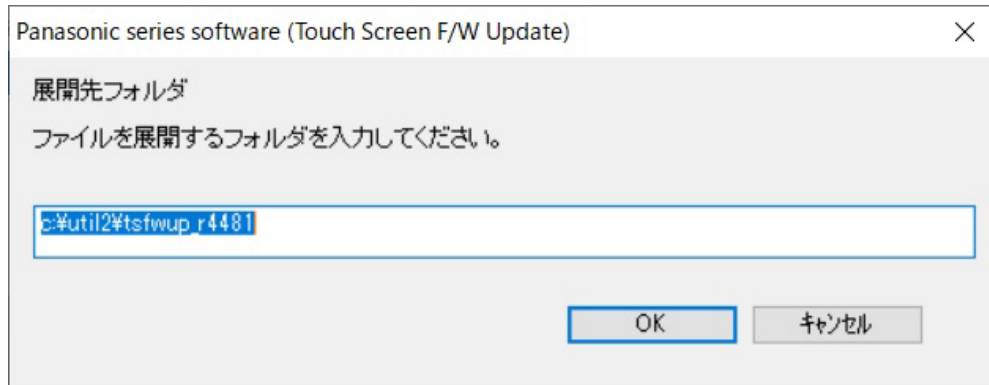 Panasonic series software (Touch Screen F/W Update)
展開先フォルダ
ファイルを展開するフォルダを入力してください。
c:¥util2¥tsfwup_r4481
OK
キャンセル